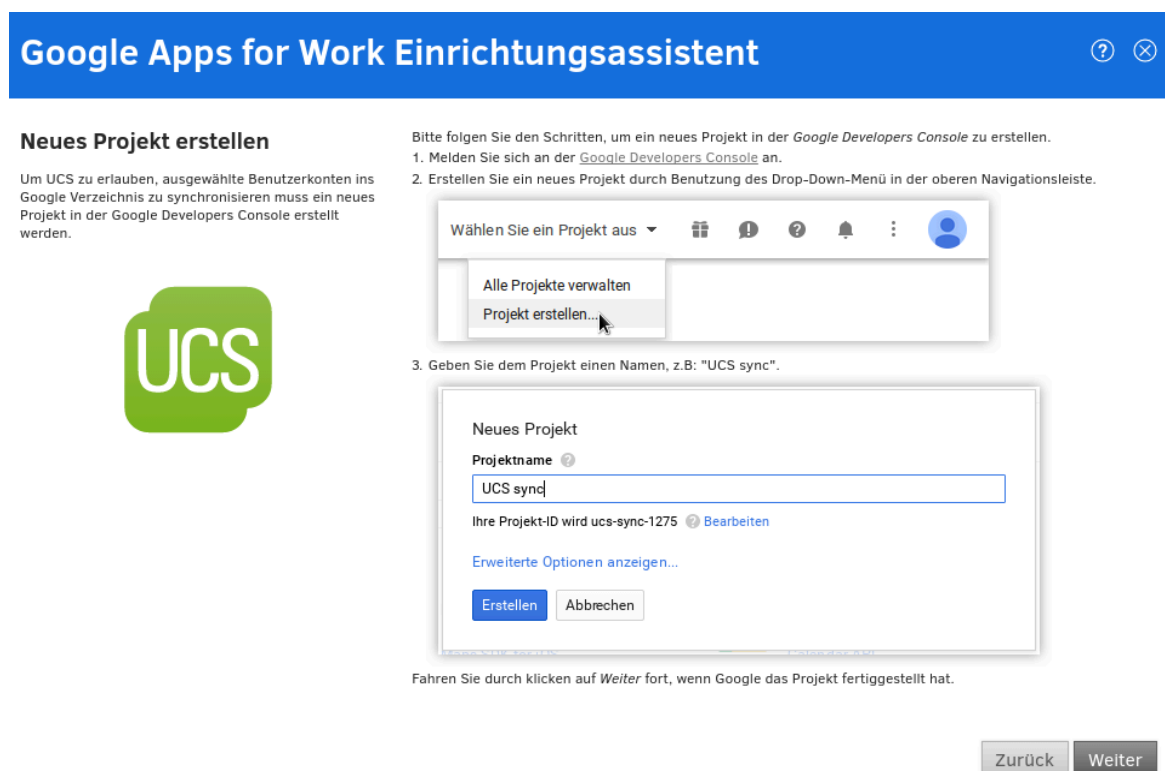 Google Apps for Work Einrichtungsassistent
Neues Projekt erstellen
Um UCS zu erlauben, ausgewählte Benutzerkonten ins
Google Verzeichnis zu synchronisieren muss ein neues
Projekt in der Google Developers Console erstellt
werden.
UCS
Bitte folgen Sie den Schritten, um ein neues Projekt in der Google Developers Console zu erstellen.
1. Melden Sie sich an der Google Developers Console an.
2. Erstellen Sie ein neues Projekt durch Benutzung des Drop-Down-Menü in der oberen Navigationsleiste.
Wählen Sie ein Projekt aus
Alle Projekte verwalten
Projekt erstellen...
3. Geben Sie dem Projekt einen Namen, z.B: "UCS sync".
Neues Projekt
Projektname
UCS sync
Ihre Projekt-ID wird ucs-sync-1275 Bearbeiten
Erweiterte Optionen anzeigen...
Erstellen Abbrechen
Fahren Sie durch klicken auf Weiter fort, wenn Google das Projekt fertiggestellt hat.
Zurück Weiter